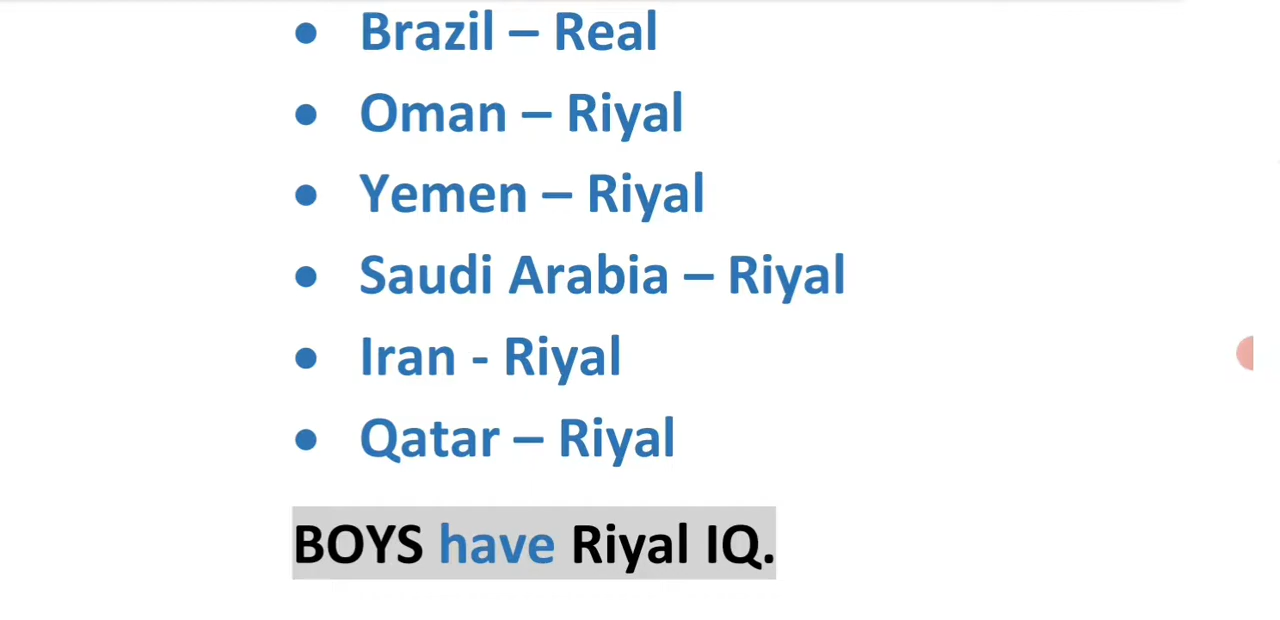 • Brazil – Real
• Oman – Riyal
• Yemen – Riyal
• Saudi Arabia – Riyal
• Iran - Riyal
• Qatar – Riyal
BOYS have Riyal IQ.